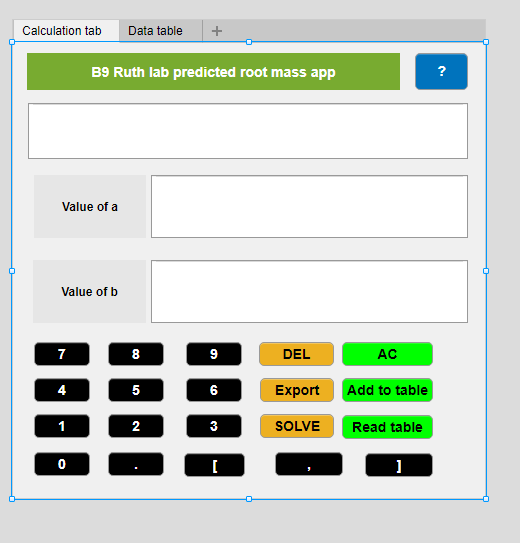 Calculation tab Data table +
B9 Ruth lab predicted root mass app ?
Value of a
Value of b
7 8 9 DEL AC
4 5 6 Export Add to table
1 2 3 SOLVE Read table
0 . [ , ]